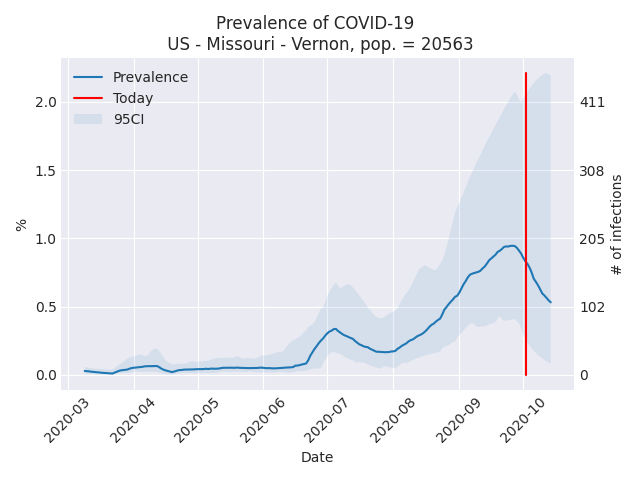 Prevalence of COVID-19
US - Missouri - Vernon, pop. = 20563
Prevalence
Today
95CI
2.0
1.5
1.0
0.5
0.0
%
411
308
205
102
0
# of infections
2020-03
2020-04
2020-05
2020-06
2020-07
2020-08
2020-09
2020-10
Date